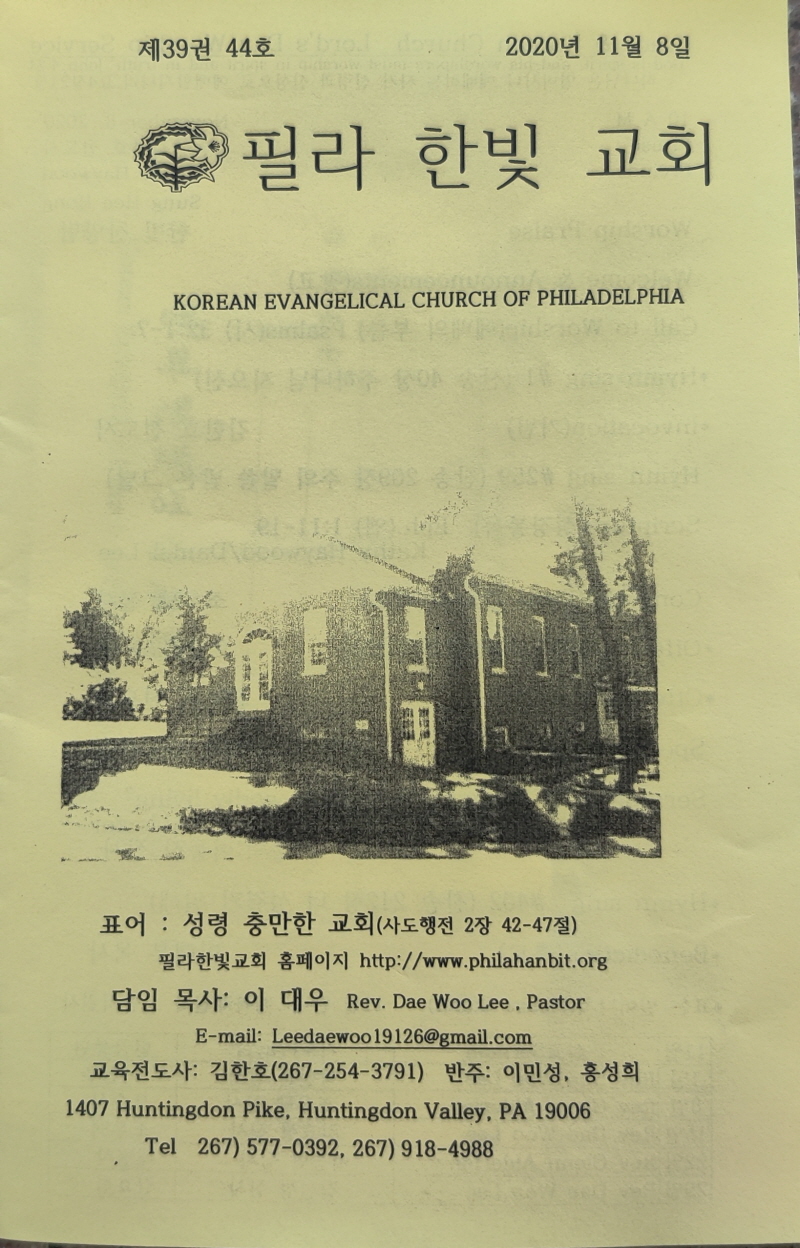 제39권 44호 2020년 11월 8일
필라 한빛 교회
KOREAN EVANGELICAL CHURCH OF PHILADELPHIA
표어 : 성령 충만한 교회(사도행전 2장 42-47절)
필라한빛교회 홈페이지 http://www.philahanbit.org
담임 목사: 이 대우 Rev. Dae Woo Lee , Pastor
E-mail: Leedaewoo19126@gmail.com
교육전도사: 김한호(267-254-3791) 반주: 이민성, 홍성희
1407 Huntingdon Pike, Huntingdon Valley, PA 19006
Tel 267) 577-0392, 267) 918-4988